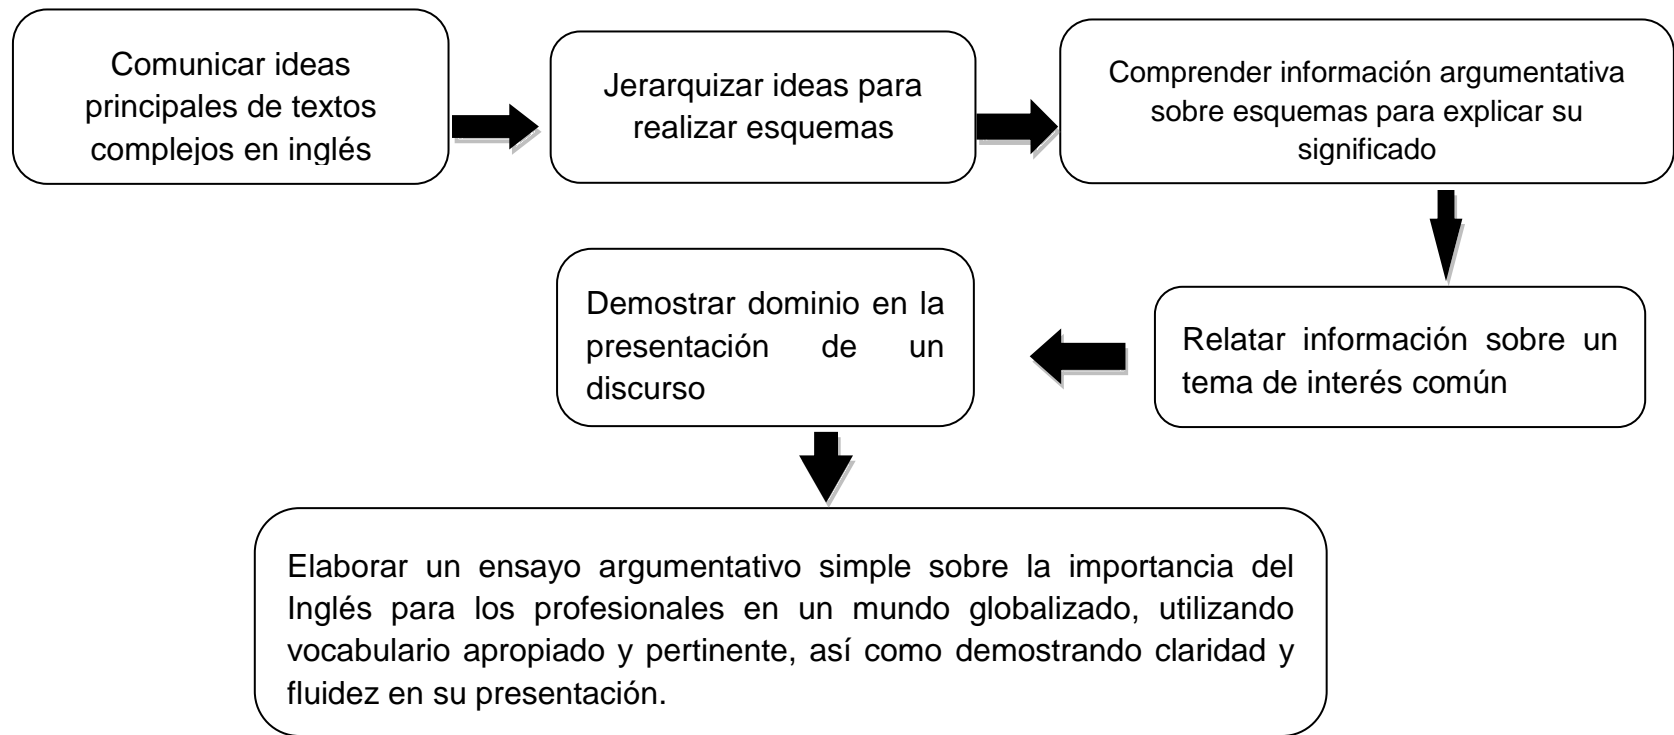 Comunicar ideas
principales de textos
complejos en inglés
Jerarquizar ideas para
realizar esquemas
Comprender información argumentativa
sobre esquemas para explicar su
significado
Relatar información sobre un
tema de interés común
Demostrar dominio en la
presentación de un
discurso
Elaborar un ensayo argumentativo simple sobre la importancia del
Inglés para los profesionales en un mundo globalizado, utilizando
vocabulario apropiado y pertinente, así como demostrando claridad y
fluidez en su presentación.